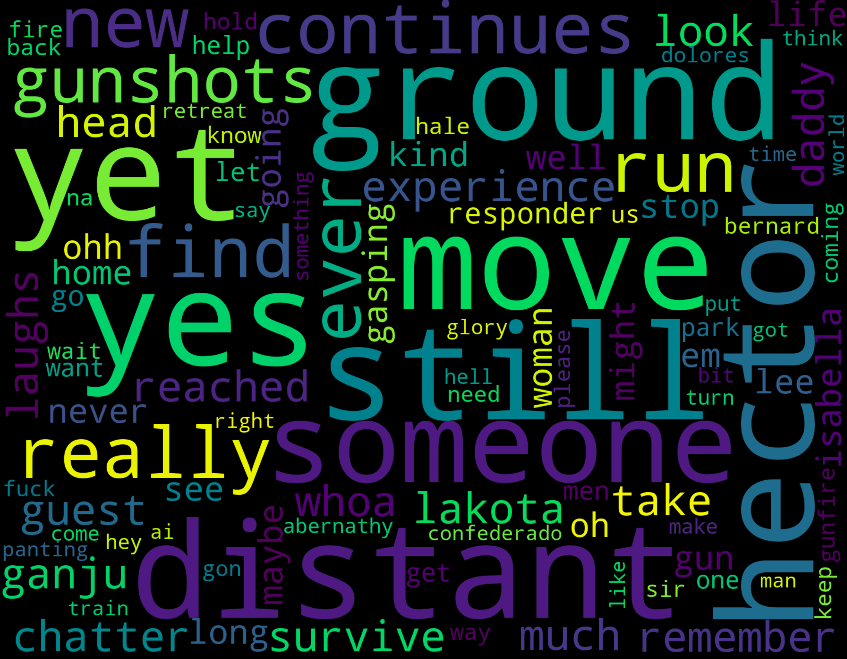 fire
hold
life
new
continues
look
back
help
think
dolores
gunshots
ground
retreat
head
know
going
hale
daddy
world
kind
well
time
yet
let
run
na
say
something
ever
experience
responder
us
stop
bernard
hector
coming
ohh
find
gasping
move
home
go
laughs
yes
glory
woman
might
put
park
got
em
isabella
wait
want
still
hell
need
please
bit
lee
turn
reached
never
right
someone
really
fuck
see
guest
whoa
lakota
men
take
gunfire
come
hey
ai
maybe
abernathy
confederado
oh
make
panting
distant
ganju
gon
get
gun
one
man
keep
like
sir
train
chatter
long
survive
way
much
remember